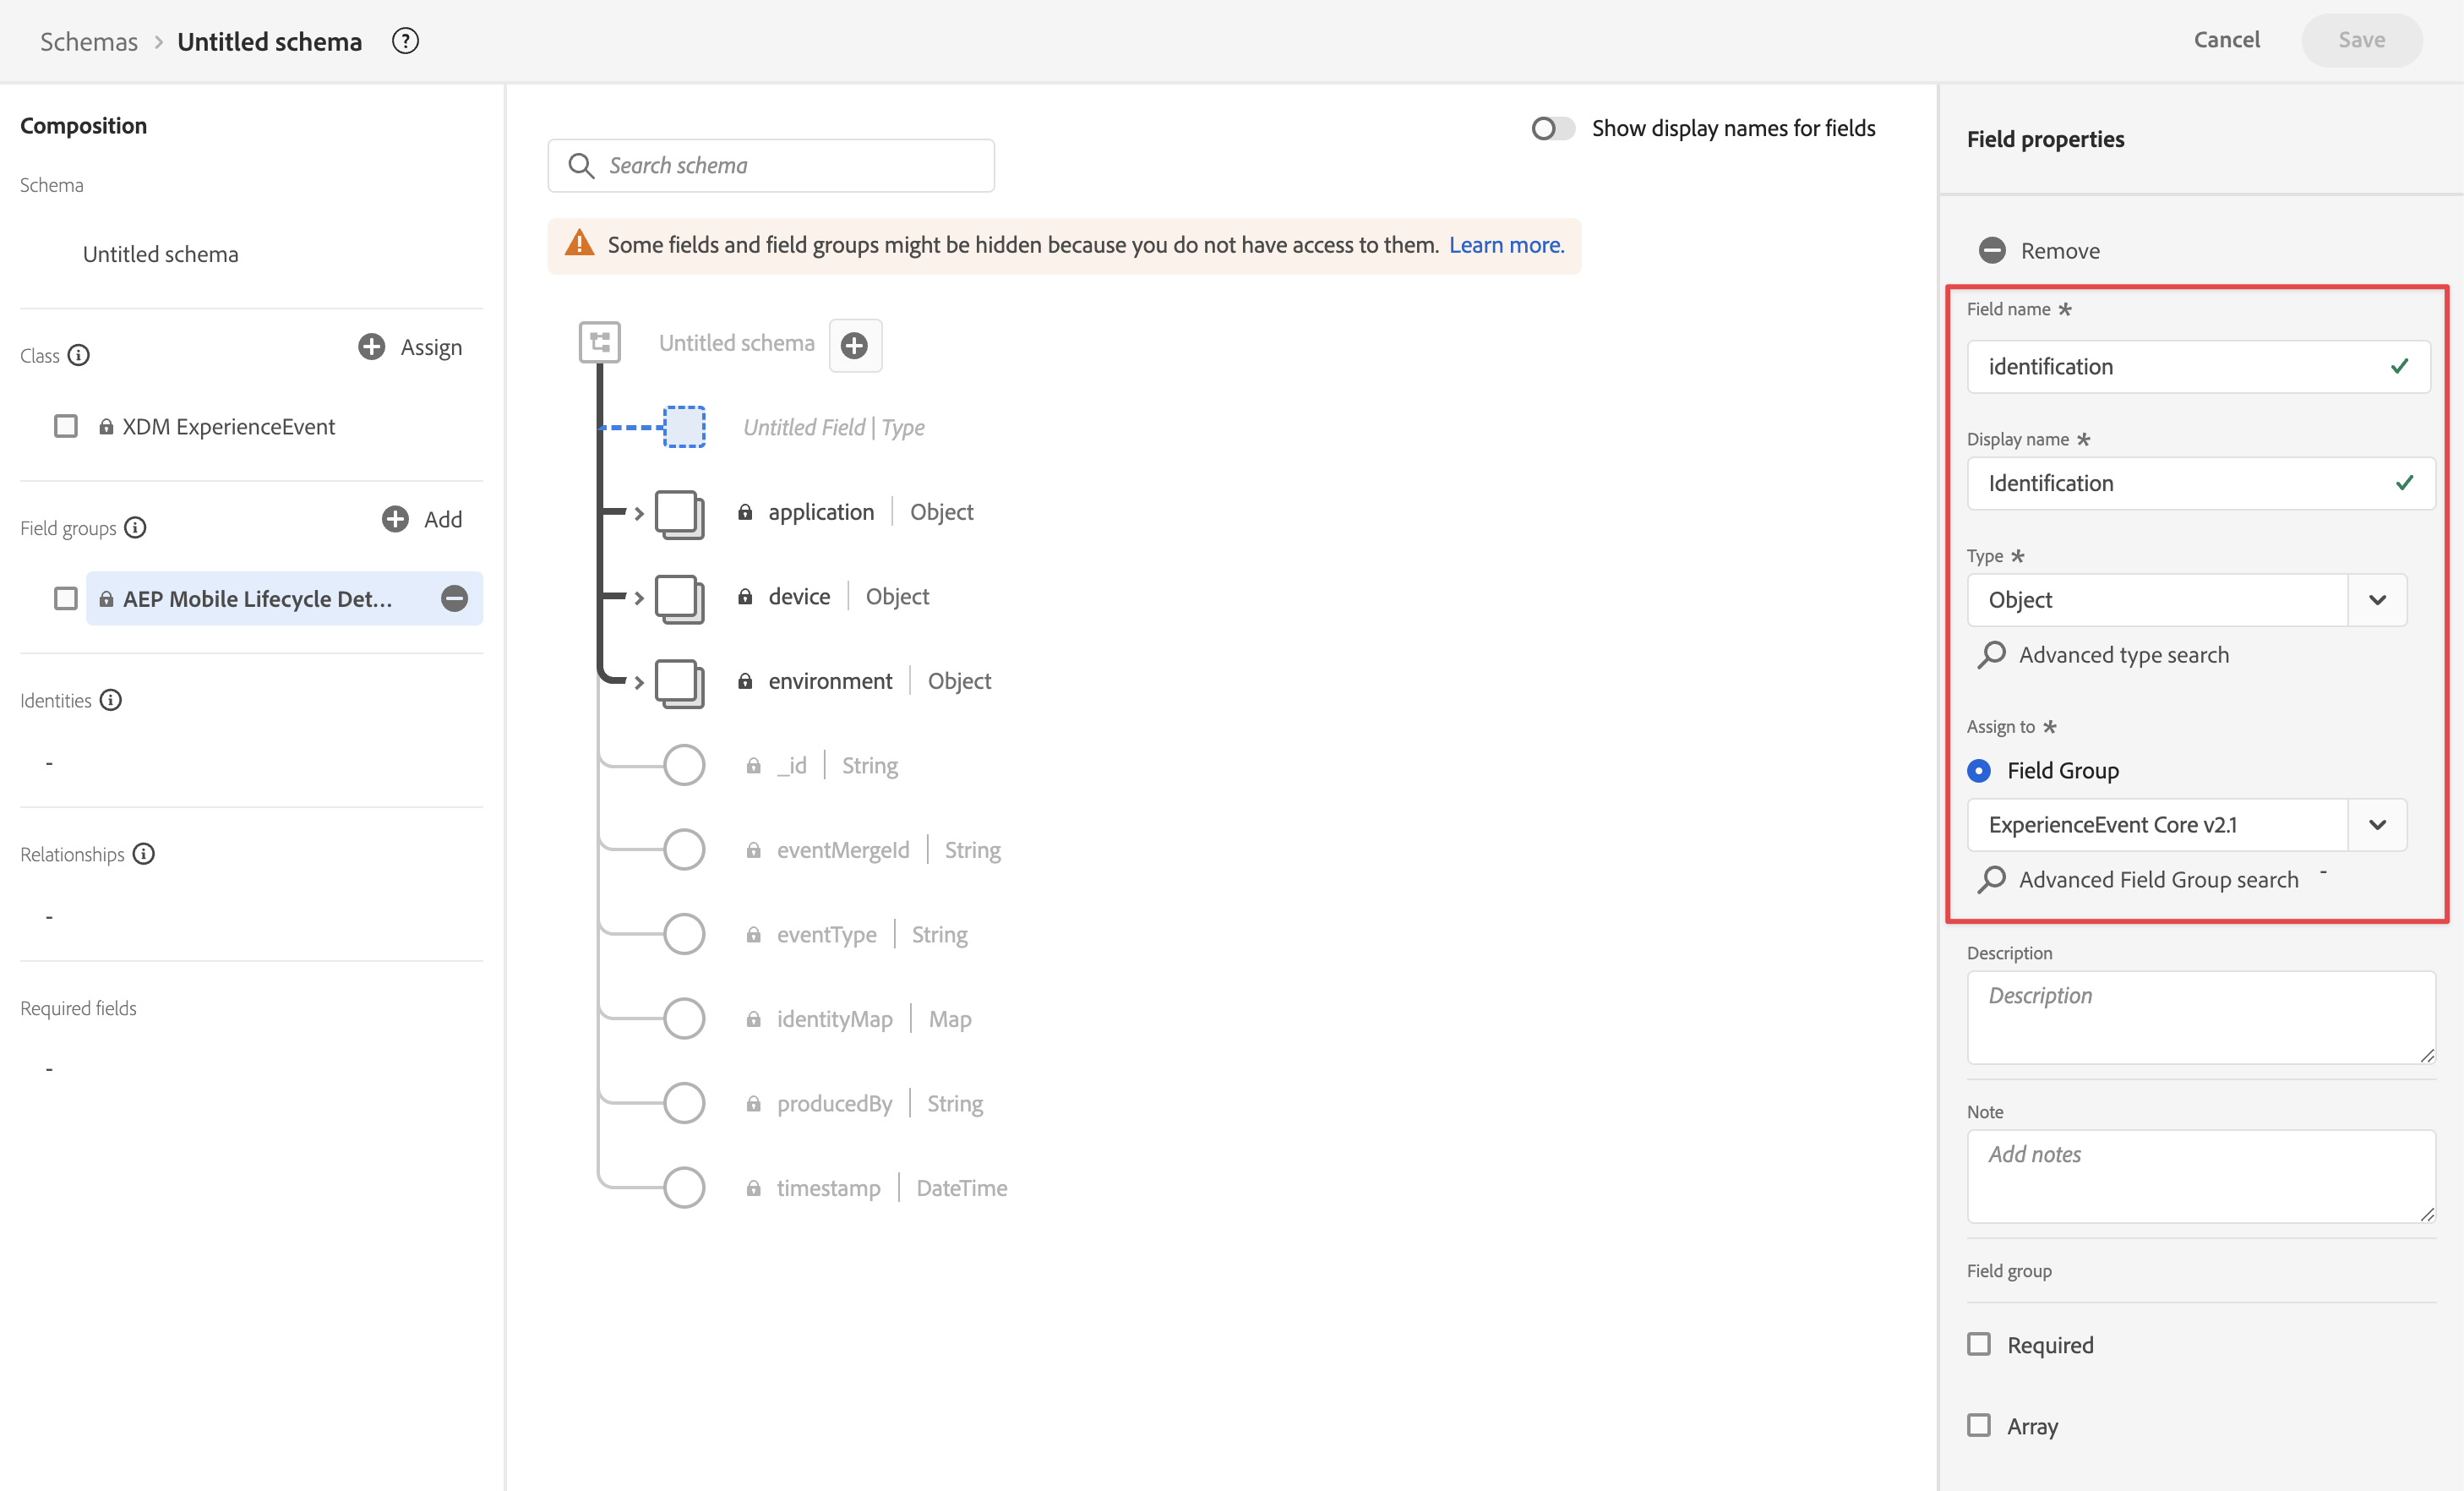 Schemas > Untitled schema ?
Cancel
Save
Composition
Schema
Untitled schema
Class
Assign
XDM ExperienceEvent
Field groups
Add
AEP Mobile Lifecycle Det...
Identities
-
Relationships
-
Required fields
-
Search schema
Show display names for fields
Some fields and field groups might be hidden because you do not have access to them. Learn more.
Untitled schema
Untitled Field | Type
application | Object
device | Object
environment | Object
_id | String
eventMergeId | String
eventType | String
identityMap | Map
producedBy | String
timestamp | DateTime
Field properties
Remove
Field name *
identification
Display name *
Identification
Type *
Object
Advanced type search
Assign to *
Field Group
ExperienceEvent Core v2.1
Advanced Field Group search -
Description
Description
Note
Add notes
Field group
Required
Array